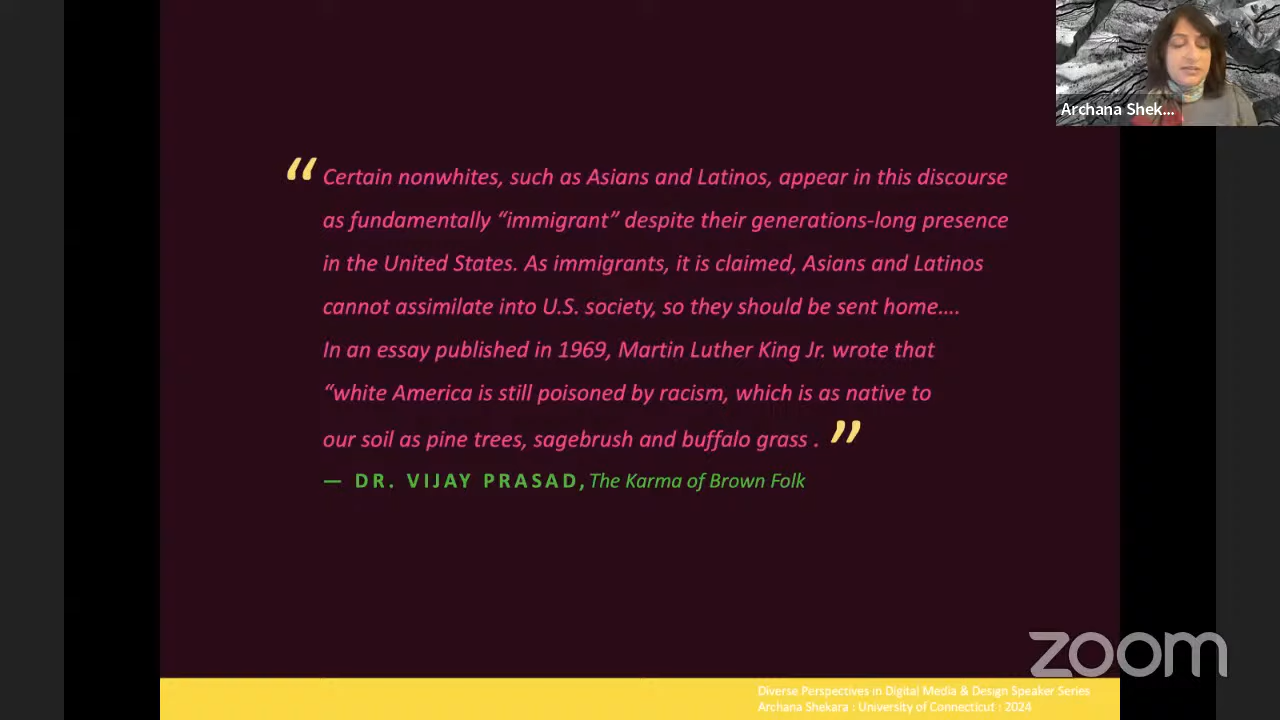 Archana Shek...
“ Certain nonwhites, such as Asians and Latinos, appear in this discourse
as fundamentally “immigrant” despite their generations-long presence
in the United States. As immigrants, it is claimed, Asians and Latinos
cannot assimilate into U.S. society, so they should be sent home....
In an essay published in 1969, Martin Luther King Jr. wrote that
“white America is still poisoned by racism, which is as native to
our soil as pine trees, sagebrush and buffalo grass . ”
— DR. VIJAY PRASAD, The Karma of Brown Folk
zoom
Diverse Perspectives in Digital Media & Design Speaker Series
Archana Shekara : University of Connecticut : 2024